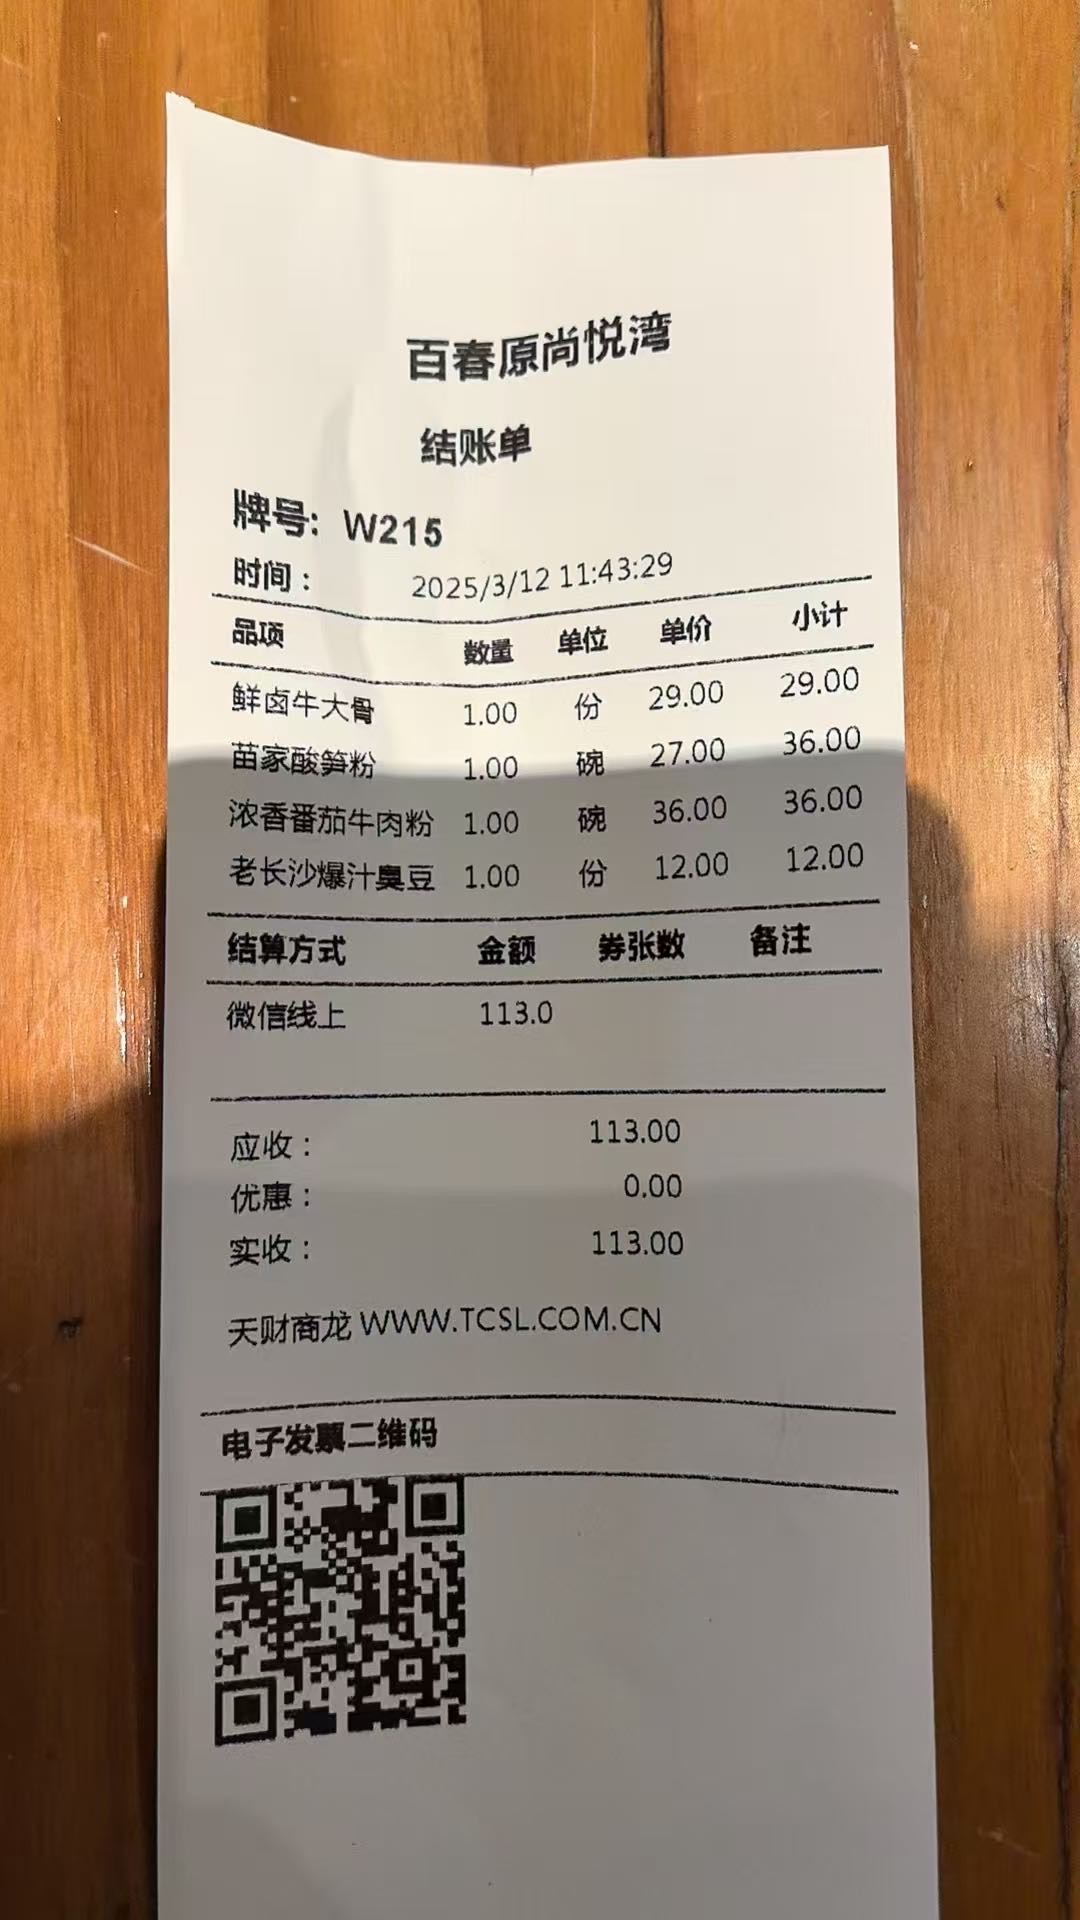 百春原尚悦湾
结账单
牌号: W215
时间： 2025/3/12 11:43:29
品项 数量 单位 单价 小计
鲜卤牛大骨 1.00 份 29.00 29.00
苗家酸笋粉 1.00 碗 27.00 36.00
浓香番茄牛肉粉 1.00 碗 36.00 36.00
老长沙爆汁臭豆 1.00 份 12.00 12.00
结算方式 金额 券张数 备注
微信线上 113.0
应收： 113.00
优惠： 0.00
实收： 113.00
天财商龙 WWW.TCSL.COM.CN
电子发票二维码